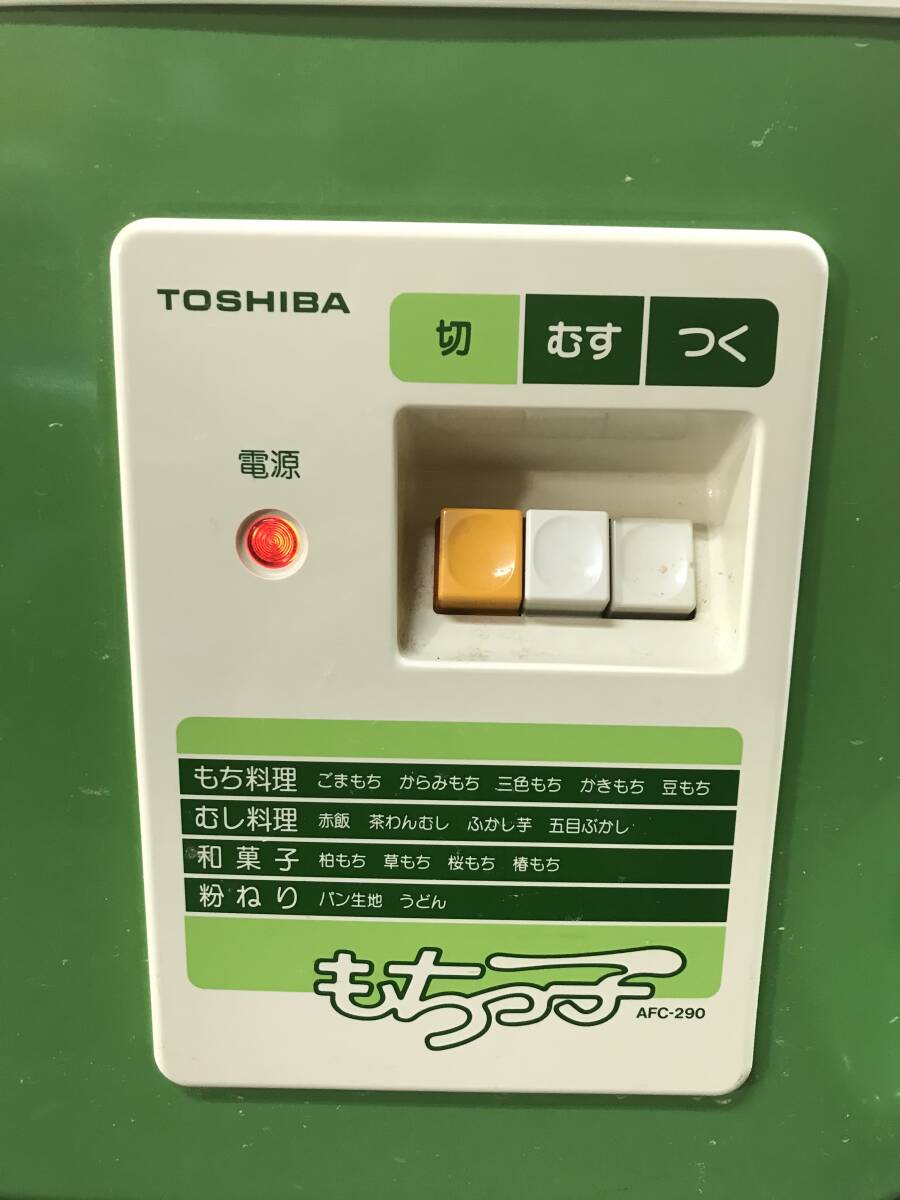 TOSHIBA
切 むす つく
電源
もち料理 ごまもち からみもち 三色もち かきもち 豆もち
むし料理 赤飯 茶わんむし ふかし芋 五目ぶかし
和菓子 柏もち 草もち 桜もち 椿もち
粉ねり パン生地 うどん
もちっ子
AFC-290